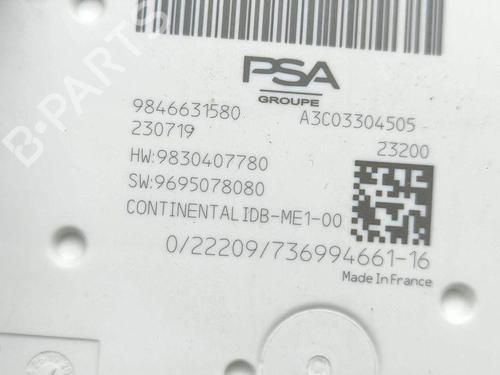 B-PARTS
PSA
GROUPE
9846631580 A3C03304505
230719 23200
HW:9830407780
SW:9695078080
CONTINENTAL IDB-ME1-00
0/22209/736994661-16
Made In France